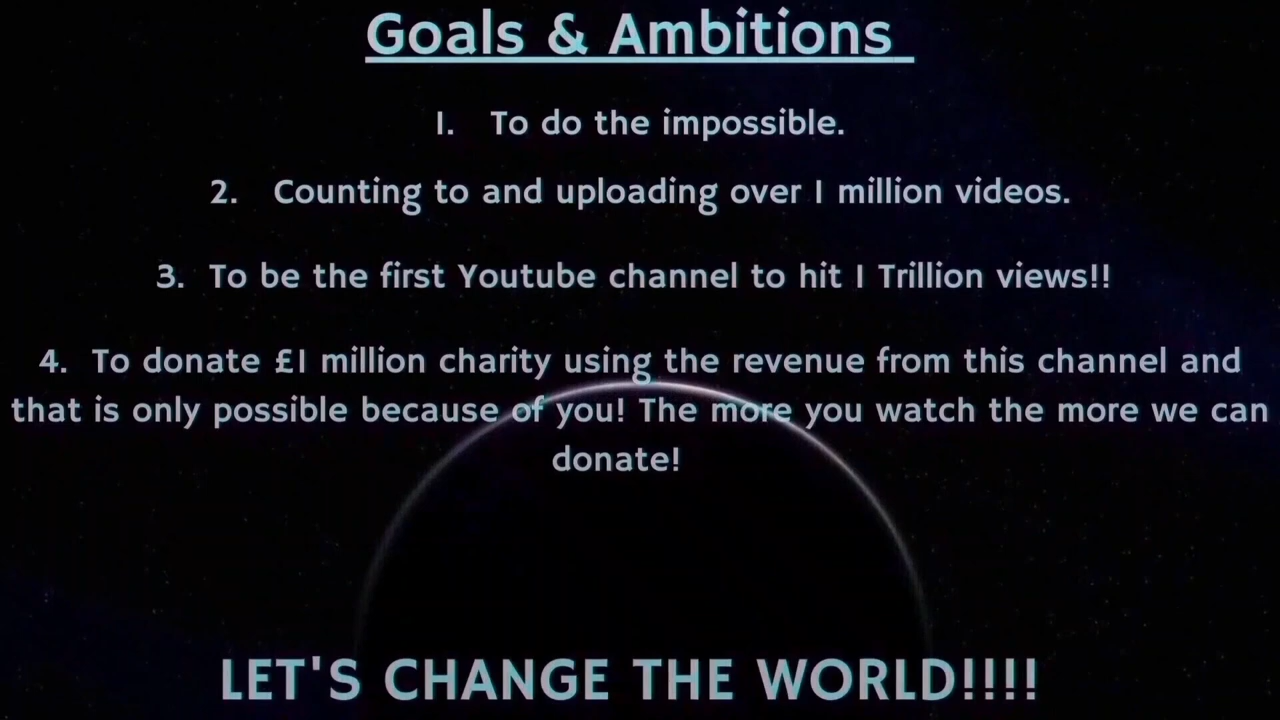 Goals & Ambitions
1. To do the impossible.
2. Counting to and uploading over 1 million videos.
3. To be the first Youtube channel to hit 1 Trillion views!!
4. To donate £1 million charity using the revenue from this channel and
that is only possible because of you! The more you watch the more we can
donate!
LET'S CHANGE THE WORLD!!!!